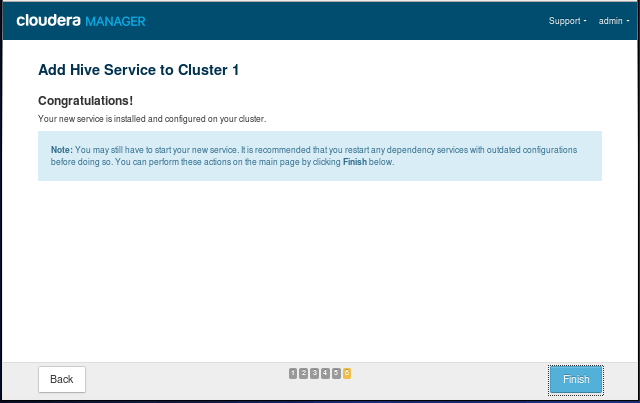 cloudera MANAGER
Support
admin
Add Hive Service to Cluster 1
Congratulations!
Your new service is installed and configured on your cluster.
Note: You may still have to start your new service. It is recommended that you restart any dependency services with outdated configurations
before doing so. You can perform these actions on the main page by clicking Finish below.
Back
1 2 3 4 5 6
Finish